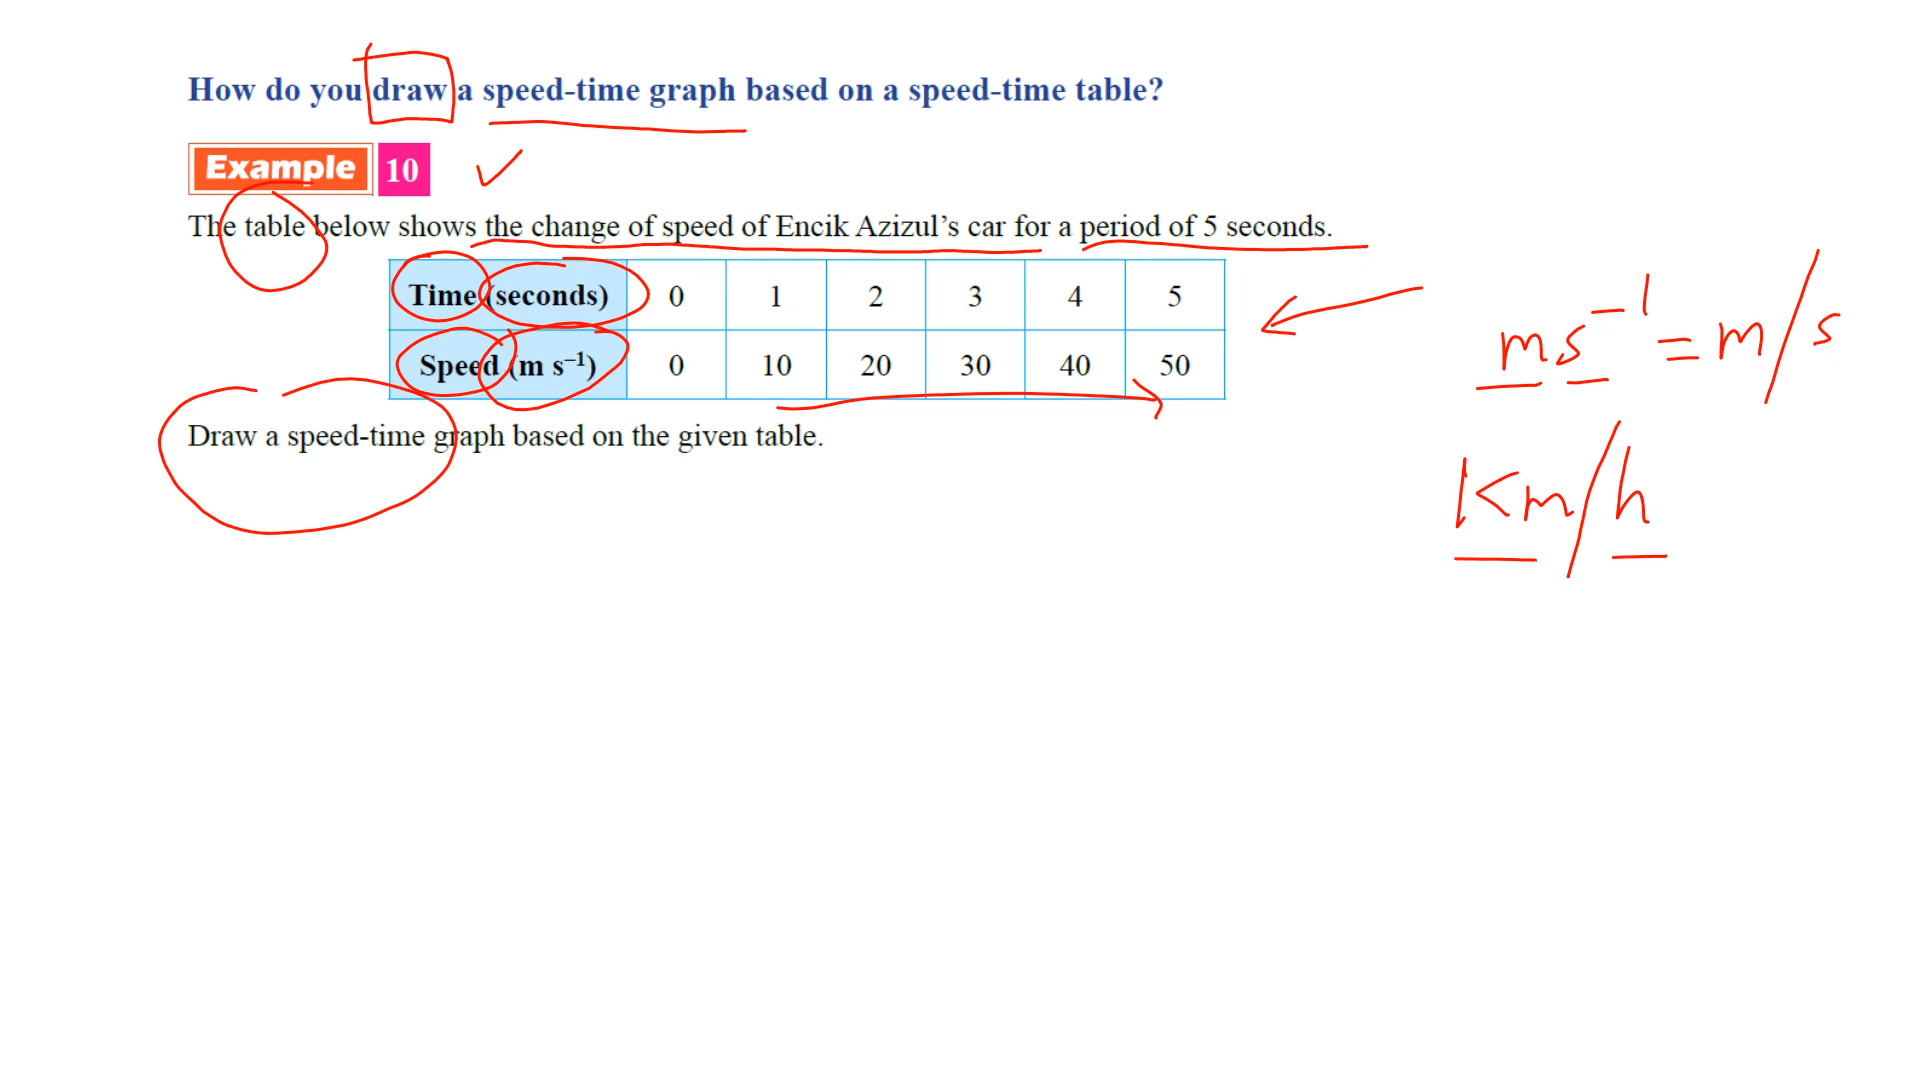 How do you draw a speed-time graph based on a speed-time table?
Example 10
The table below shows the change of speed of Encik Azizul’s car for a period of 5 seconds.
Time (seconds) 0 1 2 3 4 5
Speed (m s⁻¹) 0 10 20 30 40 50
ms⁻¹ = m/s
Draw a speed-time graph based on the given table.
Km/h